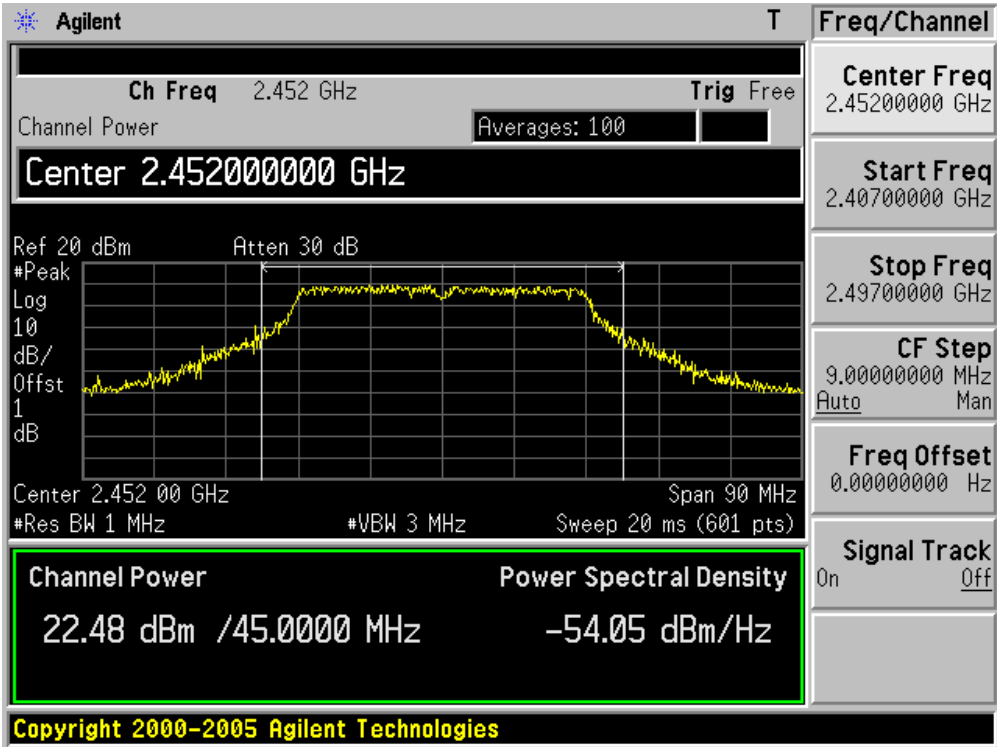 Agilent T
Ch Freq 2.452 GHz Trig Free
Channel Power Averages: 100
Center 2.452000000 GHz
Ref 20 dBm Atten 30 dB
#Peak
Log
10
dB/
Offst
1
dB
Center 2.452 00 GHz Span 90 MHz
#Res BW 1 MHz #VBW 3 MHz Sweep 20 ms (601 pts)
Channel Power Power Spectral Density
22.48 dBm /45.0000 MHz -54.05 dBm/Hz
Copyright 2000-2005 Agilent Technologies
Freq/Channel
Center Freq
2.45200000 GHz
Start Freq
2.40700000 GHz
Stop Freq
2.49700000 GHz
CF Step
9.00000000 MHz
Auto Man
Freq Offset
0.00000000 Hz
Signal Track
On Off